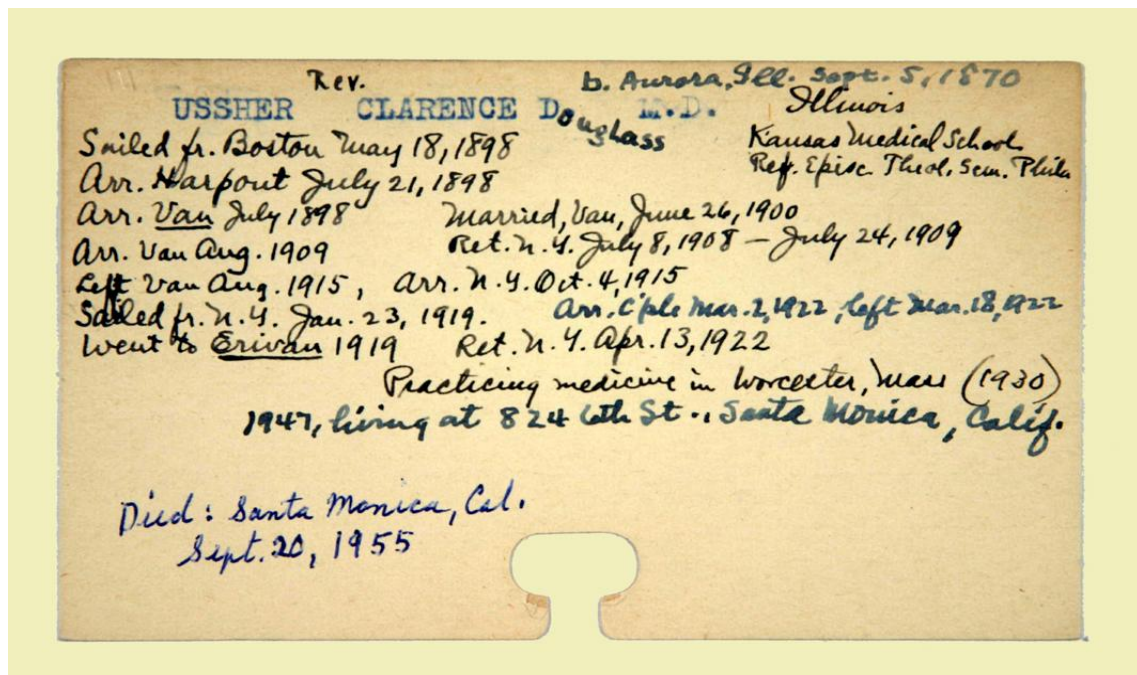 Rev. b. Aurora, Ill. Sept. 5, 1870
USSHER CLARENCE Douglass M.D. Illinois
Sailed fr. Boston May 18, 1898 Kansas Medical School
Arr. Harpout July 21, 1898 Ref. Episc. Theol. Sem. Phila
Arr. Van July 1898 Married, Van, June 26, 1900
Arr. Van Aug. 1909 Ret. N.Y. July 8, 1908 — July 24, 1909
Left Van Aug. 1915, Arr. N.Y. Oct. 4, 1915
Sailed fr. N.Y. Jan. 23, 1919. Arr. C'ple Mar. 2, 1922, left Mar. 18, 1922
Went to Erivan 1919 Ret. N.Y. Apr. 13, 1922
Practicing medicine in Worcester, Mass (1930)
1947, living at 824 6th St., Santa Monica, Calif.
Died: Santa Monica, Cal.
Sept. 20, 1955